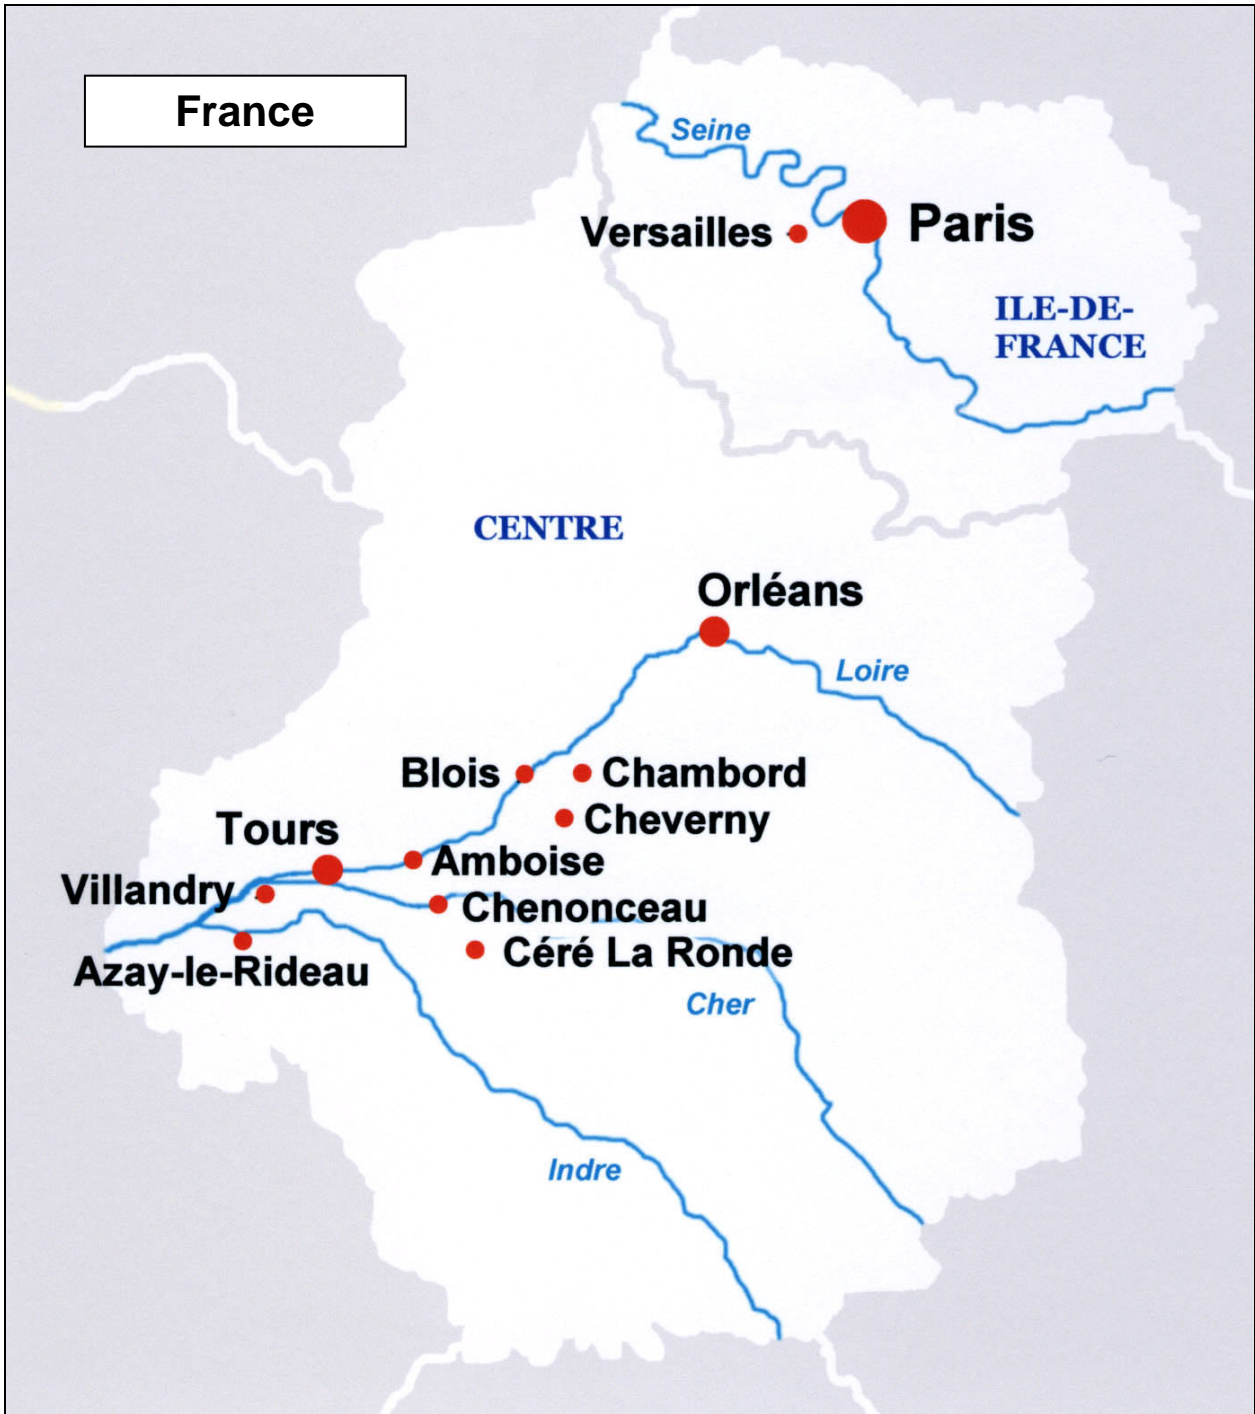 France
Seine
Versailles
Paris
ILE-DE-
FRANCE
CENTRE
Orléans
Loire
Blois
Chambord
Cheverny
Tours
Amboise
Villandry
Chenonceau
Céré La Ronde
Azay-le-Rideau
Cher
Indre